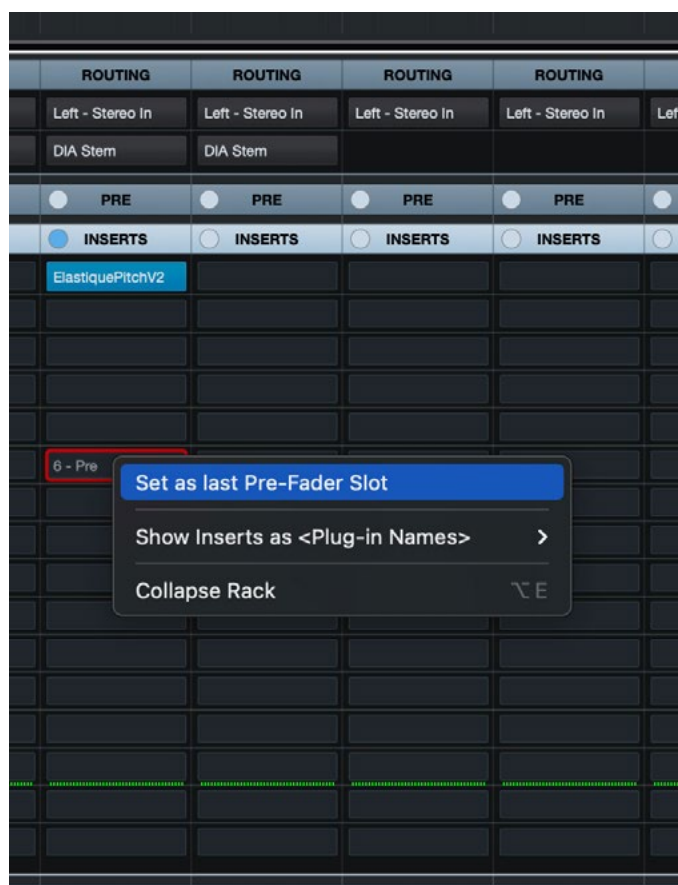 ROUTING ROUTING ROUTING ROUTING
Left - Stereo In Left - Stereo In Left - Stereo In Left - Stereo In Lef
DIA Stem DIA Stem
PRE PRE PRE PRE
INSERTS INSERTS INSERTS INSERTS
ElastiquePitchV2
6 - Pre
Set as last Pre-Fader Slot
Show Inserts as <Plug-in Names>
Collapse Rack ⌥ E